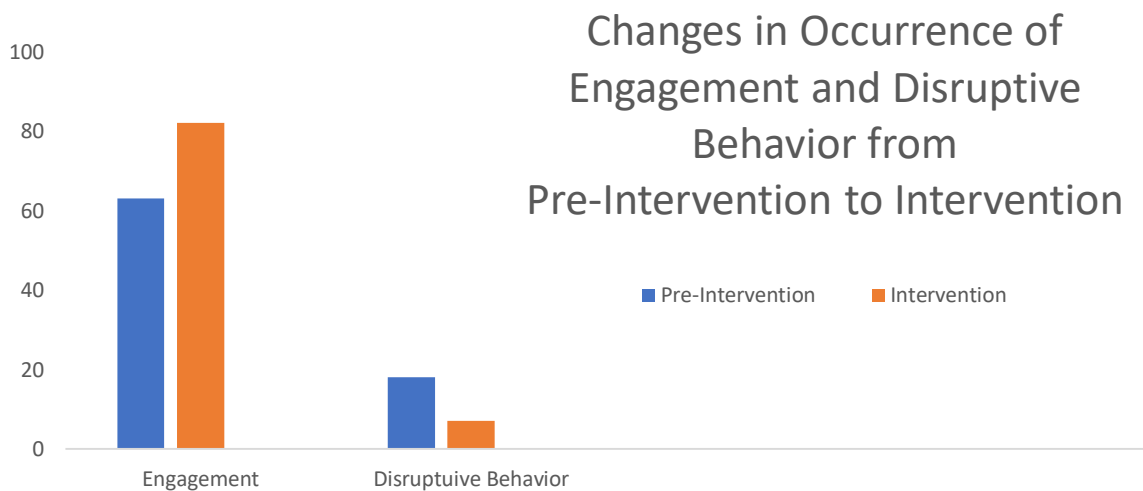 Changes in Occurrence of
Engagement and Disruptive
Behavior from
Pre-Intervention to Intervention
100
80
60
40
20
0
Pre-Intervention Intervention
Engagement Disruptuive Behavior